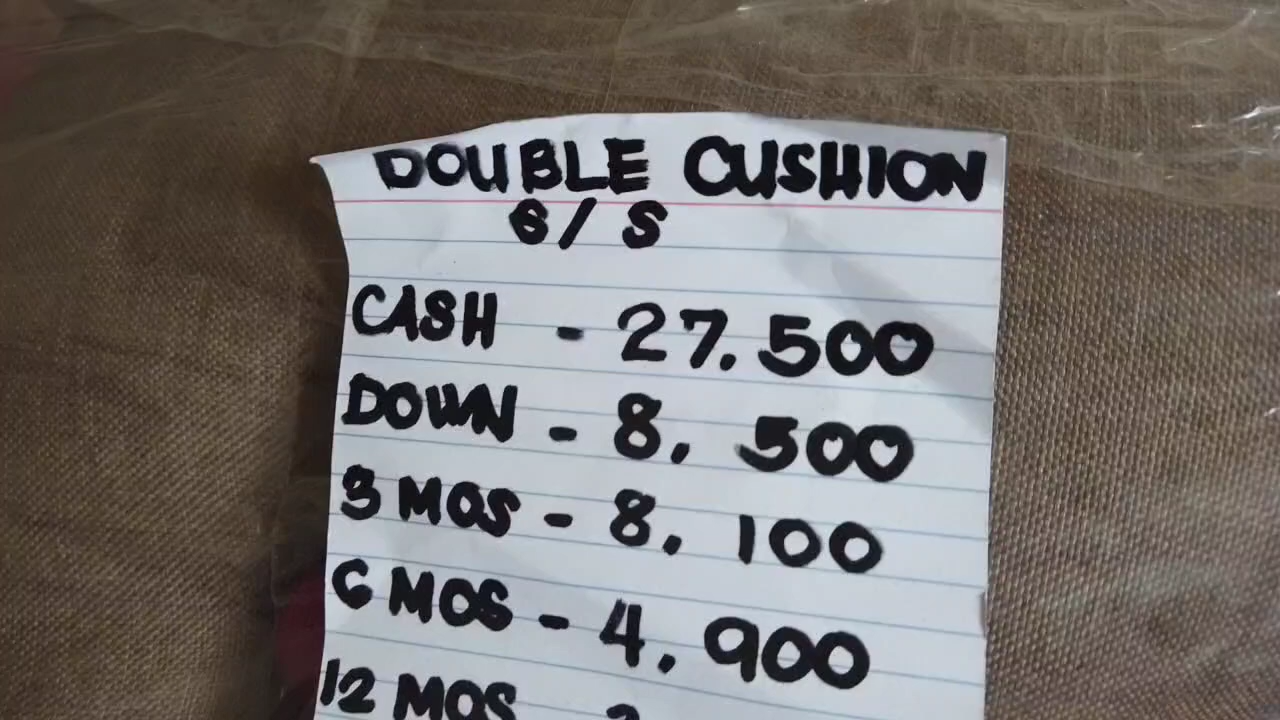 DOUBLE CUSHION
S/S
CASH - 27.500
DOWN - 8, 500
3 MOS - 8, 100
6 MOS - 4, 900
12 MOS